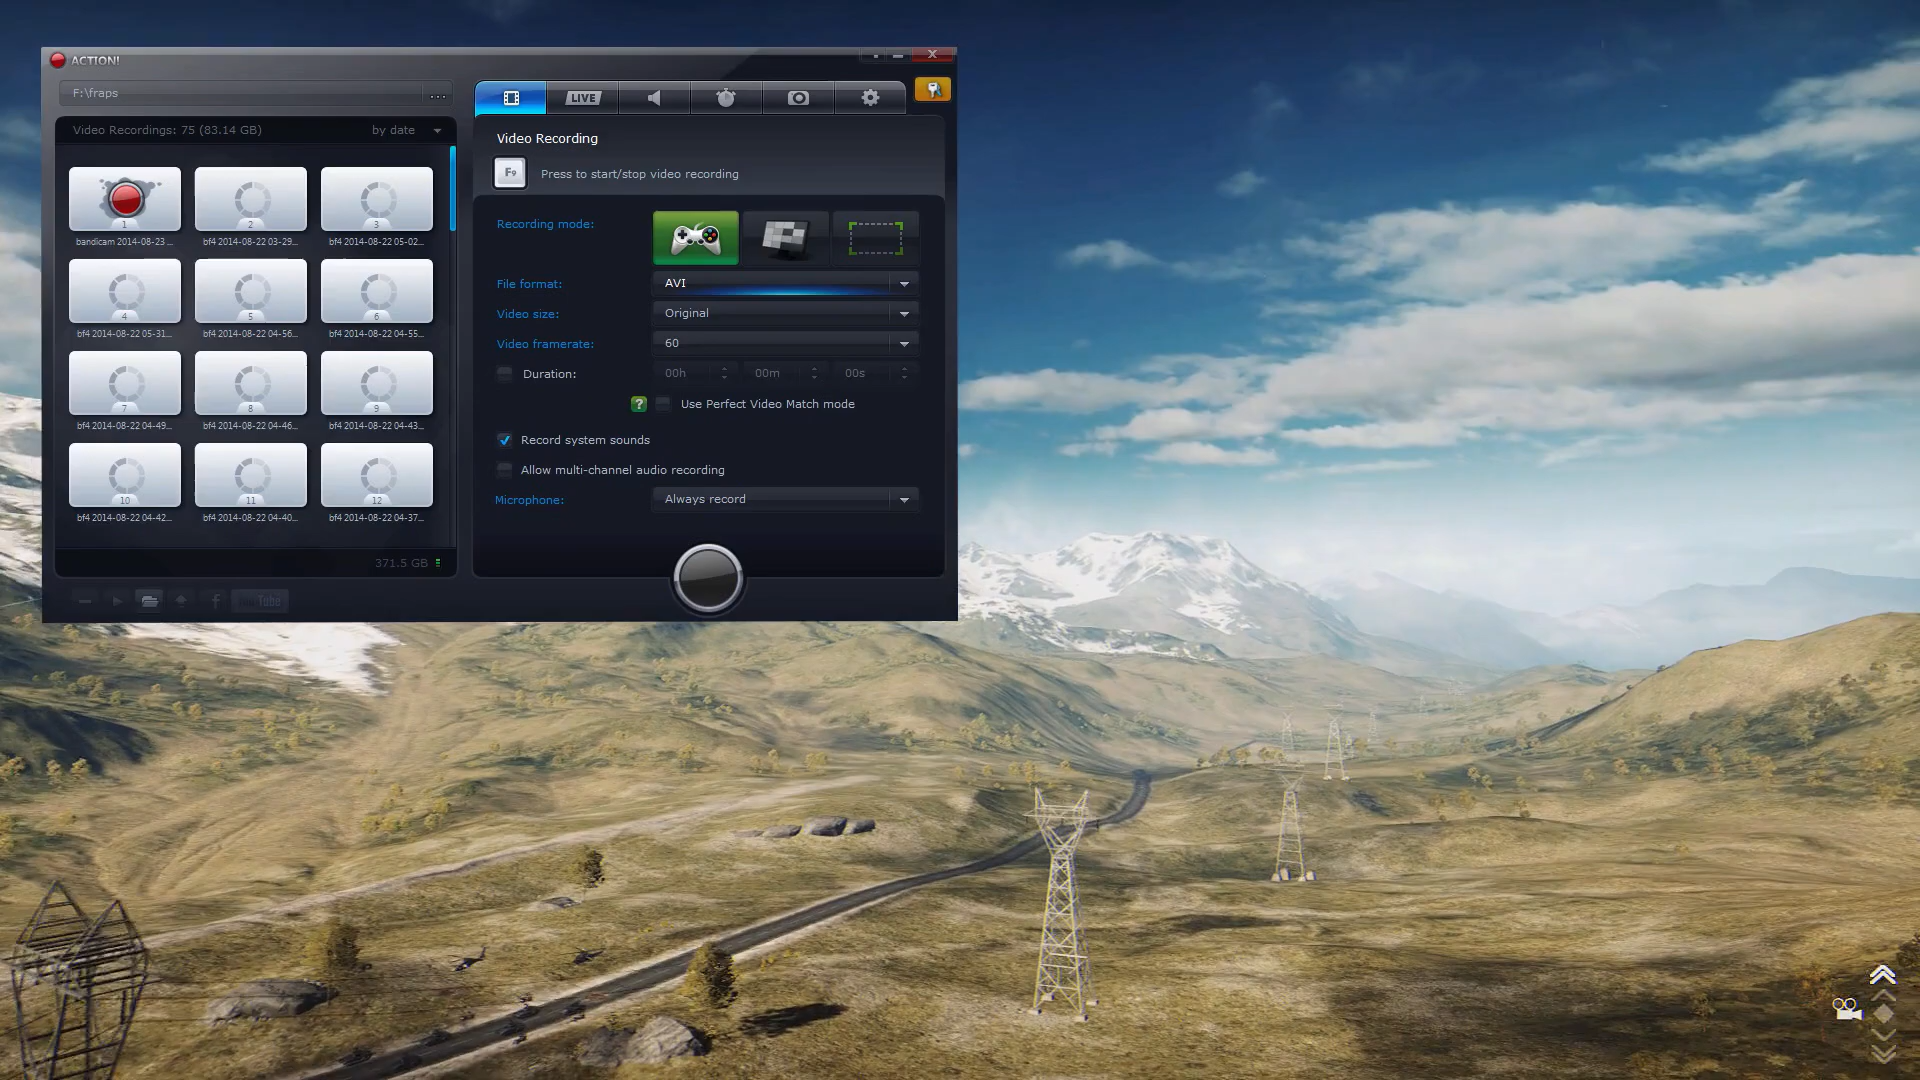 ACTION!
F:\fraps
...
LIVE
Video Recordings: 75 (83.14 GB)
by date
Video Recording
F9
Press to start/stop video recording
1
2
3
bandicam 2014-08-23 ...
bf4 2014-08-22 03-29...
bf4 2014-08-22 05-02...
Recording mode:
4
5
6
bf4 2014-08-22 05-31...
bf4 2014-08-22 04-56...
bf4 2014-08-22 04-55...
File format:
AVI
Video size:
Original
Video framerate:
60
Duration:
00h
00m
00s
7
8
9
bf4 2014-08-22 04-49...
bf4 2014-08-22 04-46...
bf4 2014-08-22 04-43...
?
Use Perfect Video Match mode
Record system sounds
Allow multi-channel audio recording
Microphone:
Always record
10
11
12
bf4 2014-08-22 04-42...
bf4 2014-08-22 04-40...
bf4 2014-08-22 04-37...
371.5 GB
f
Tube